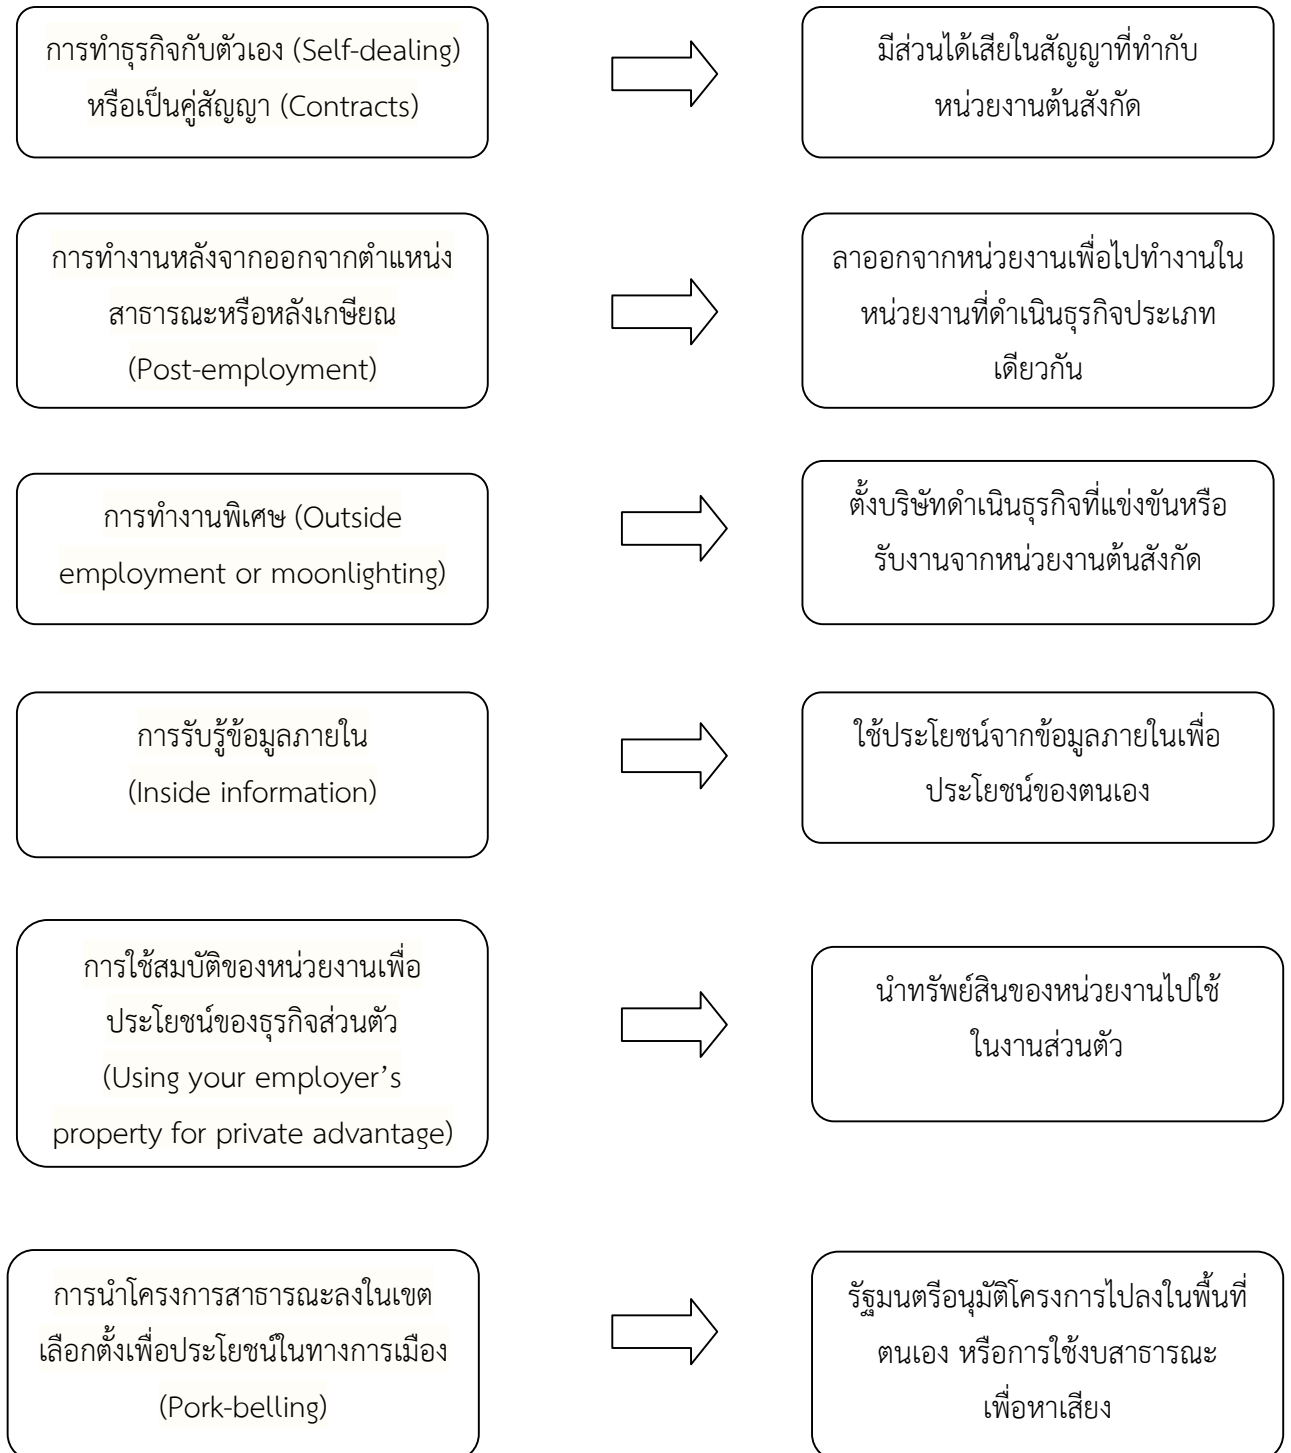 การทำธุรกิจกับตัวเอง (Self-dealing)
หรือเป็นคู่สัญญา (Contracts)
มีส่วนได้เสียในสัญญาที่ทำกับ
หน่วยงานต้นสังกัด
การทำงานหลังจากออกจากตำแหน่ง
สาธารณะหรือหลังเกษียณ
(Post-employment)
ลาออกจากหน่วยงานเพื่อไปทำงานใน
หน่วยงานที่ดำเนินธุรกิจประเภท
เดียวกัน
การทำงานพิเศษ (Outside
employment or moonlighting)
ตั้งบริษัทดำเนินธุรกิจที่แข่งขันหรือ
รับงานจากหน่วยงานต้นสังกัด
การรับรู้ข้อมูลภายใน
(Inside information)
ใช้ประโยชน์จากข้อมูลภายในเพื่อ
ประโยชน์ของตนเอง
การใช้สมบัติของหน่วยงานเพื่อ
ประโยชน์ของธุรกิจส่วนตัว
(Using your employer’s
property for private advantage)
นำทรัพย์สินของหน่วยงานไปใช้
ในงานส่วนตัว
การนำโครงการสาธารณะลงในเขต
เลือกตั้งเพื่อประโยชน์ในทางการเมือง
(Pork-belling)
รัฐมนตรีอนุมัติโครงการไปลงในพื้นที่
ตนเอง หรือการใช้งบสาธารณะ
เพื่อหาเสียง